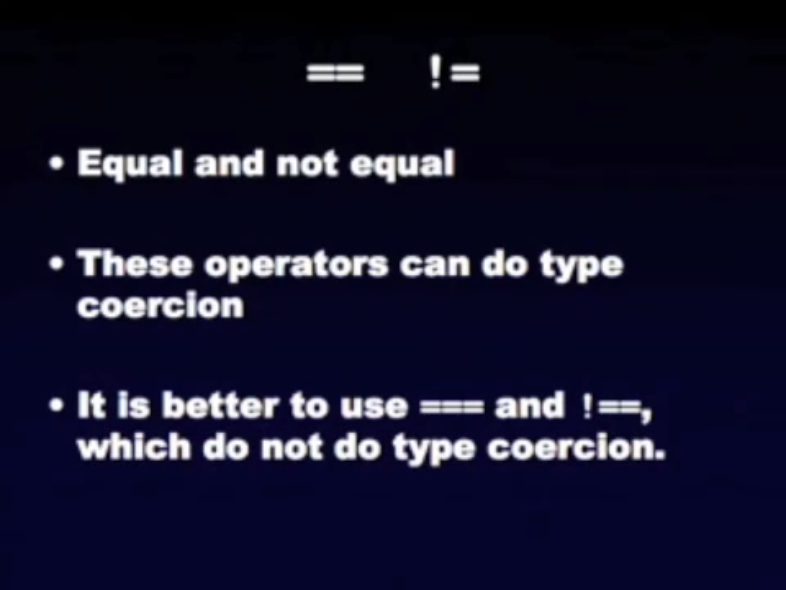 == !=
• Equal and not equal
• These operators can do type
coercion
• It is better to use === and !==,
which do not do type coercion.